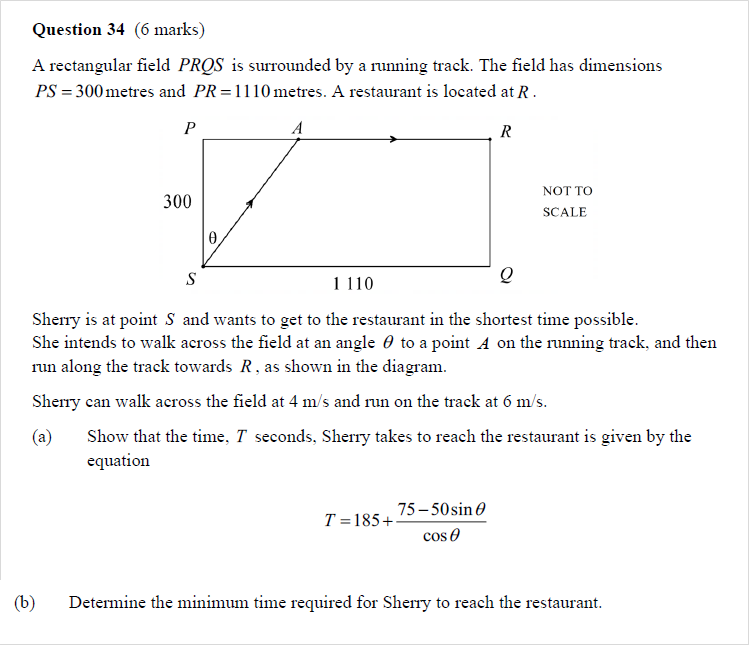 Question 34 (6 marks)
A rectangular field PRQS is surrounded by a running track. The field has dimensions
PS = 300 metres and PR = 1110 metres. A restaurant is located at R.
P A R
300
NOT TO
SCALE
θ
S 1 110 Q
Sherry is at point S and wants to get to the restaurant in the shortest time possible.
She intends to walk across the field at an angle θ to a point A on the running track, and then
run along the track towards R, as shown in the diagram.
Sherry can walk across the field at 4 m/s and run on the track at 6 m/s.
(a) Show that the time, T seconds, Sherry takes to reach the restaurant is given by the
equation
T = 185 + (75 − 50 sin θ) / cos θ
(b) Determine the minimum time required for Sherry to reach the restaurant.